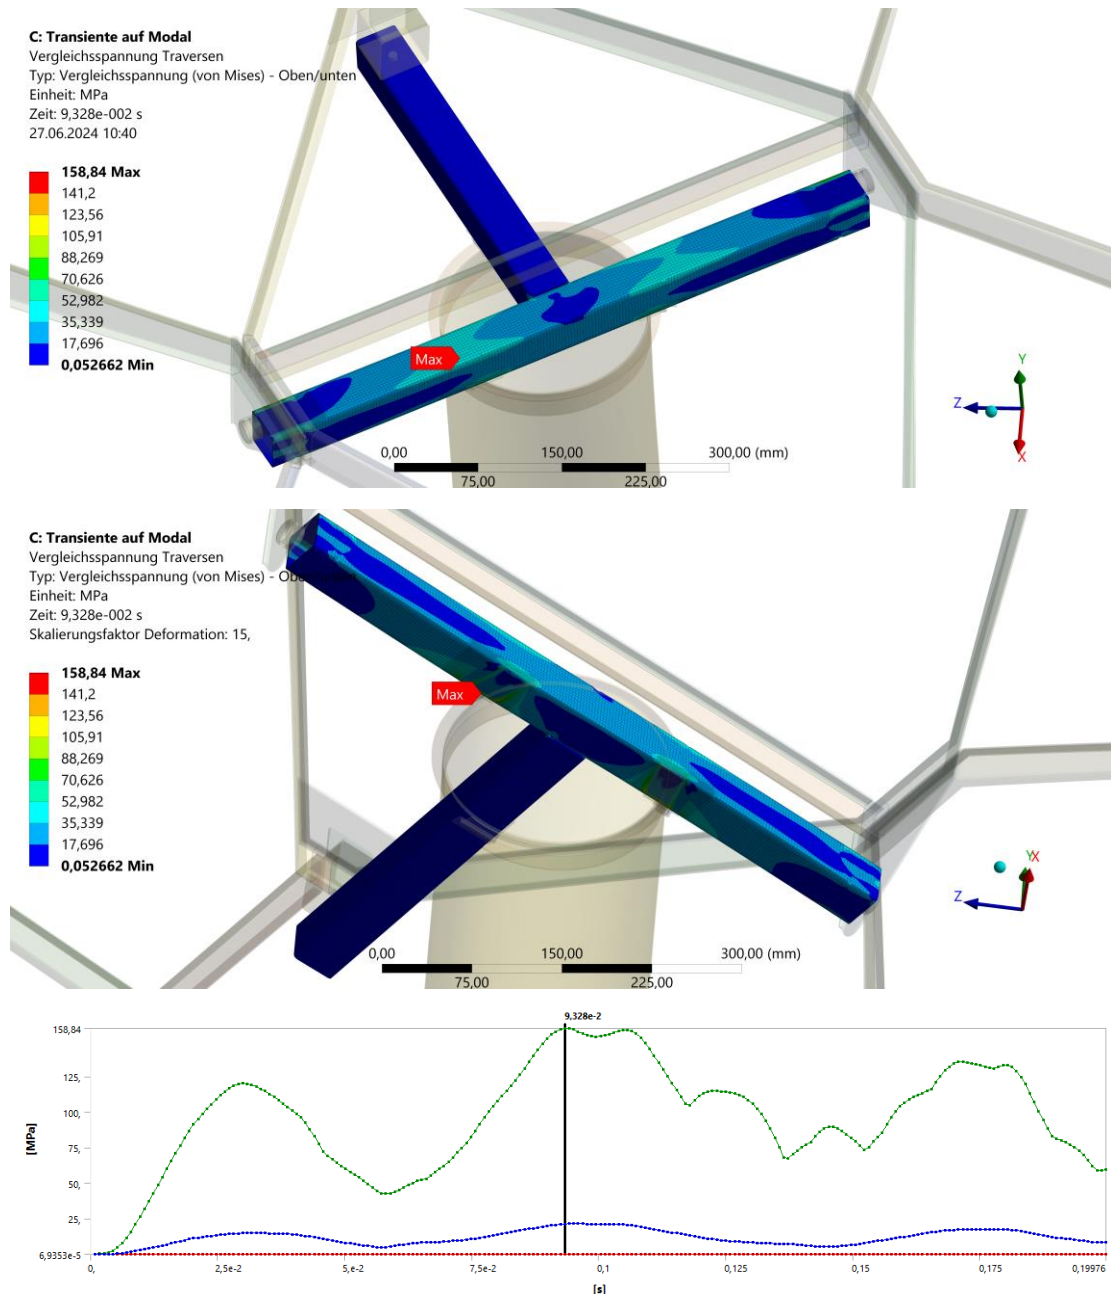 C: Transiente auf Modal
Vergleichsspannung Traversen
Typ: Vergleichsspannung (von Mises) - Oben/unten
Einheit: MPa
Zeit: 9,328e-002 s
27.06.2024 10:40
158,84 Max
141,2
123,56
105,91
88,269
70,626
52,982
35,339
17,696
0,052662 Min
Max
0,00 150,00 300,00 (mm)
75,00 225,00
Y
Z
X
C: Transiente auf Modal
Vergleichsspannung Traversen
Typ: Vergleichsspannung (von Mises) - Ob
Einheit: MPa
Zeit: 9,328e-002 s
Skalierungsfaktor Deformation: 15,
158,84 Max
141,2
123,56
105,91
88,269
70,626
52,982
35,339
17,696
0,052662 Min
Max
0,00 150,00 300,00 (mm)
75,00 225,00
Y X
Z
9,328e-2
158,84
125,
100,
75,
50,
25,
6,9353e-5
[MPa]
0, 2,5e-2 5,e-2 7,5e-2 0,1 0,125 0,15 0,175 0,19976
[s]